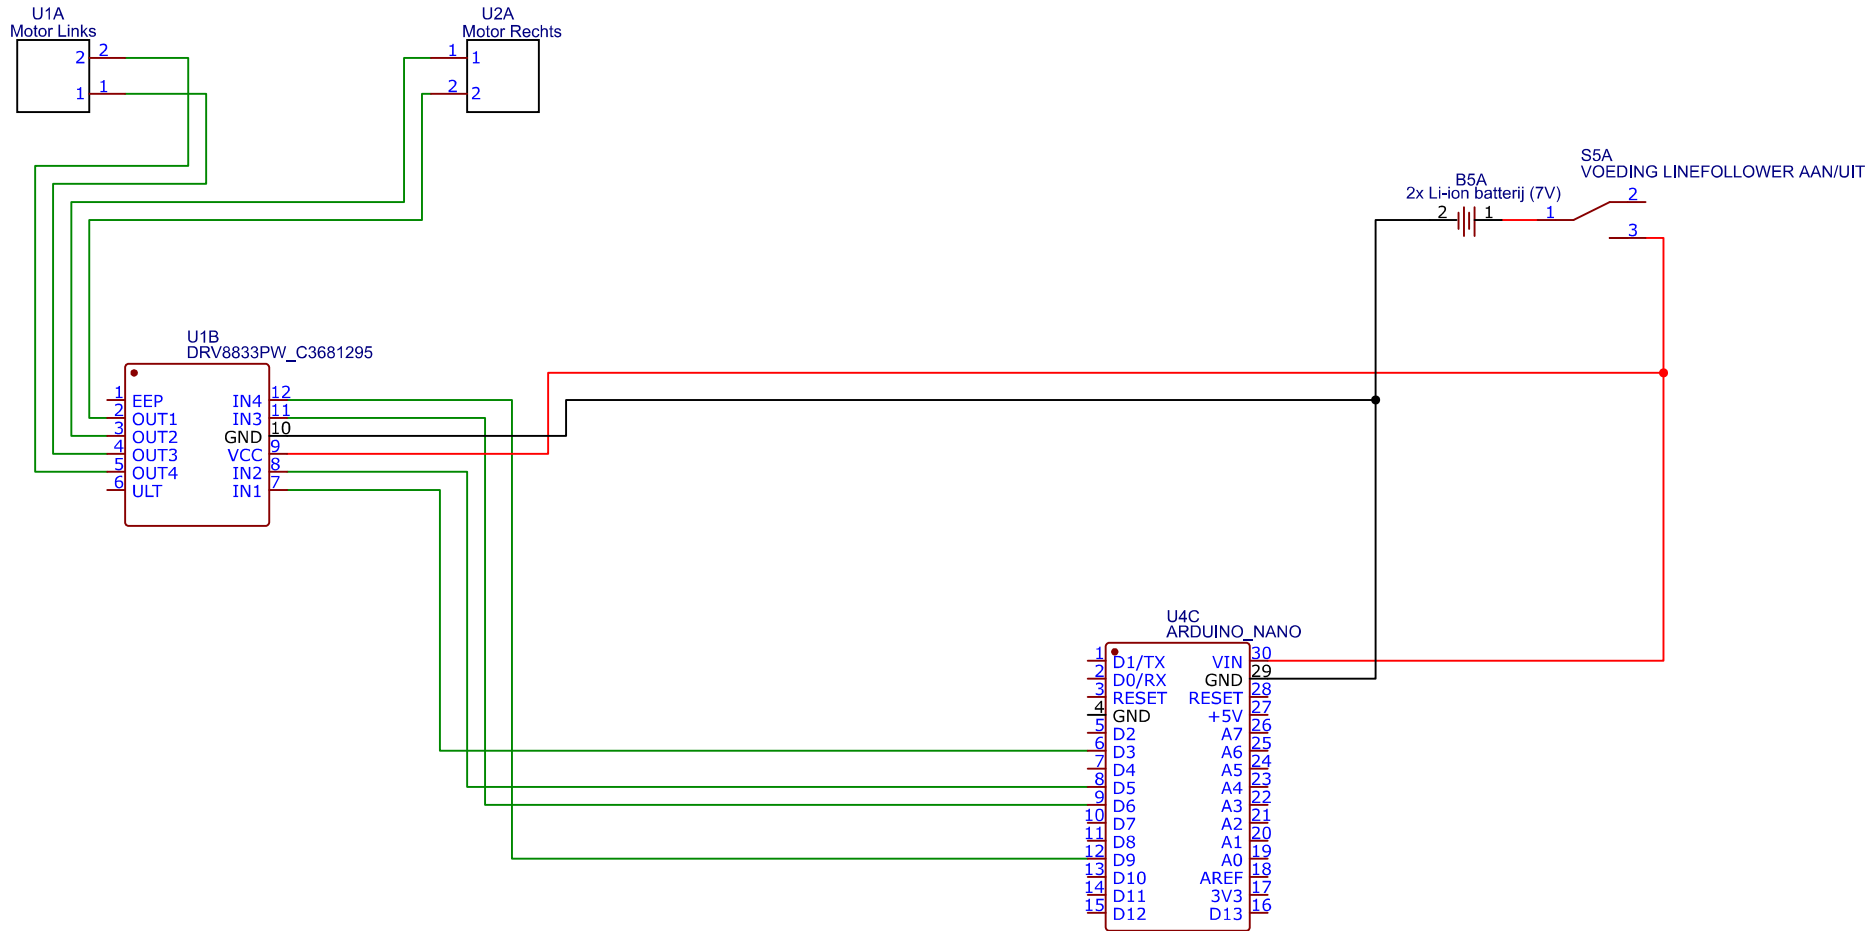 U1A
Motor Links
2 2
1 1
U2A
Motor Rechts
1 1
2 2
S5A
VOEDING LINEFOLLOWER AAN/UIT
B5A
2x Li-ion batterij (7V)
2 1
1
2
3
U1B
DRV8833PW_C3681295
1 EEP IN4 12
2 OUT1 IN3 11
3 OUT2 GND 10
4 OUT3 VCC 9
5 OUT4 IN2 8
6 ULT IN1 7
U4C
ARDUINO_NANO
1 D1/TX VIN 30
2 D0/RX GND 29
3 RESET RESET 28
4 GND +5V 27
5 D2 A7 26
6 D3 A6 25
7 D4 A5 24
8 D5 A4 23
9 D6 A3 22
10 D7 A2 21
11 D8 A1 20
12 D9 A0 19
13 D10 AREF 18
14 D11 3V3 17
15 D12 D13 16